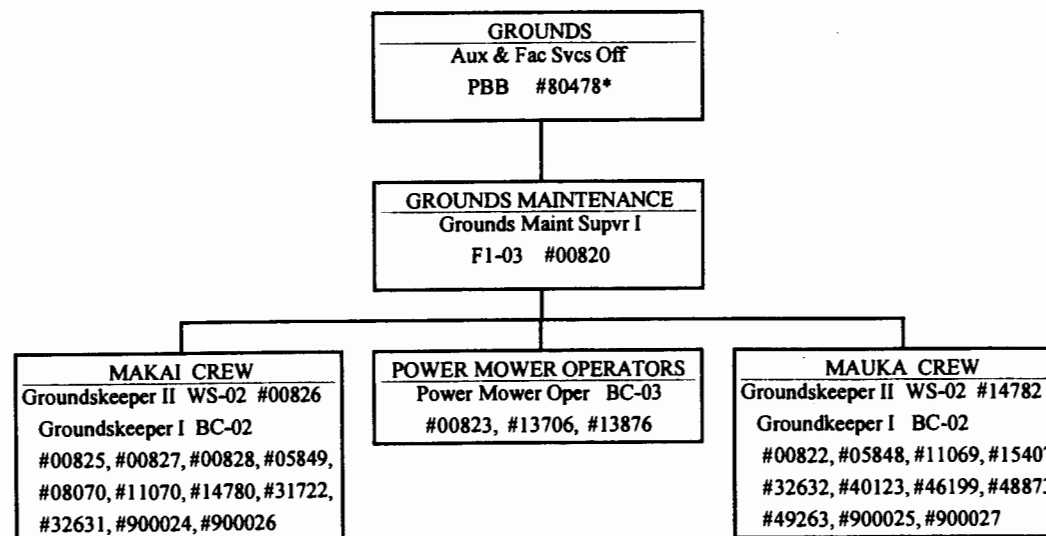 GROUNDS
Aux & Fac Svcs Off
PBB #80478*
GROUNDS MAINTENANCE
Grounds Maint Supvr I
F1-03 #00820
MAKAI CREW
Groundskeeper II WS-02 #00826
Groundskeeper I BC-02
#00825, #00827, #00828, #05849,
#08070, #11070, #14780, #31722,
#32631, #900024, #900026
POWER MOWER OPERATORS
Power Mower Oper BC-03
#00823, #13706, #13876
MAUKA CREW
Groundskeeper II WS-02 #14782
Groundkeeper I BC-02
#00822, #05848, #11069, #15407
#32632, #40123, #46199, #48873
#49263, #900025, #900027